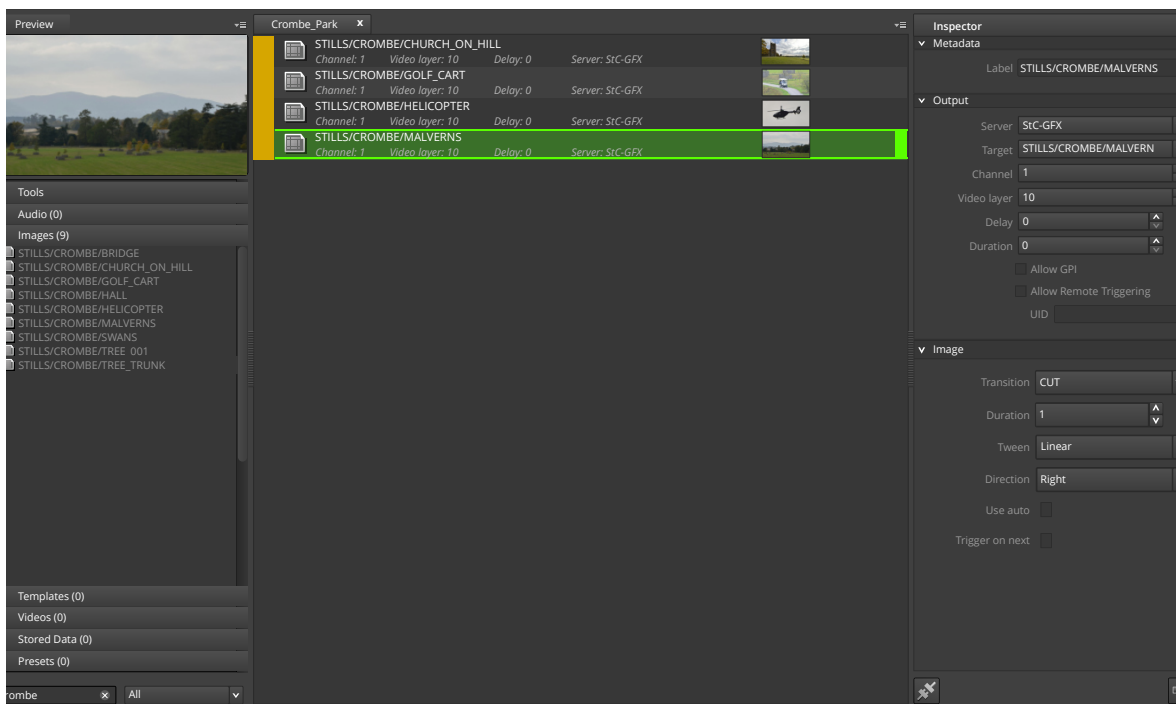 Preview
Crombe_Park x
STILLS/CROMBE/CHURCH_ON_HILL
Channel: 1 Video layer: 10 Delay: 0 Server: StC-GFX
STILLS/CROMBE/GOLF_CART
Channel: 1 Video layer: 10 Delay: 0 Server: StC-GFX
STILLS/CROMBE/HELICOPTER
Channel: 1 Video layer: 10 Delay: 0 Server: StC-GFX
STILLS/CROMBE/MALVERNS
Channel: 1 Video layer: 10 Delay: 0 Server: StC-GFX
Tools
Audio (0)
Images (9)
STILLS/CROMBE/BRIDGE
STILLS/CROMBE/CHURCH_ON_HILL
STILLS/CROMBE/GOLF_CART
STILLS/CROMBE/HALL
STILLS/CROMBE/HELICOPTER
STILLS/CROMBE/MALVERNS
STILLS/CROMBE/SWANS
STILLS/CROMBE/TREE_001
STILLS/CROMBE/TREE_TRUNK
Templates (0)
Videos (0)
Stored Data (0)
Presets (0)
rombe All
Inspector
Metadata
Label STILLS/CROMBE/MALVERNS
Output
Server StC-GFX
Target STILLS/CROMBE/MALVERN
Channel 1
Video layer 10
Delay 0
Duration 0
Allow GPI
Allow Remote Triggering
UID
Image
Transition CUT
Duration 1
Tween Linear
Direction Right
Use auto
Trigger on next